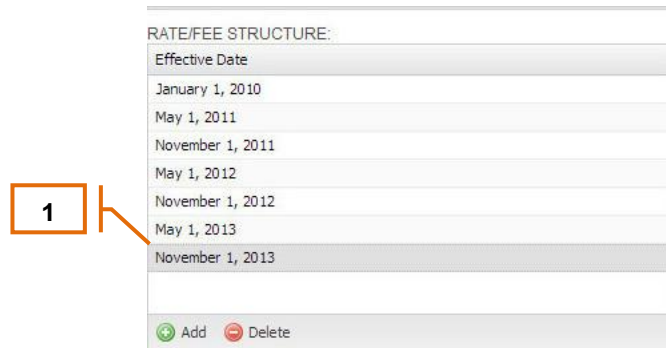 RATE/FEE STRUCTURE:
Effective Date
January 1, 2010
May 1, 2011
November 1, 2011
May 1, 2012
November 1, 2012
1
May 1, 2013
November 1, 2013
Add Delete